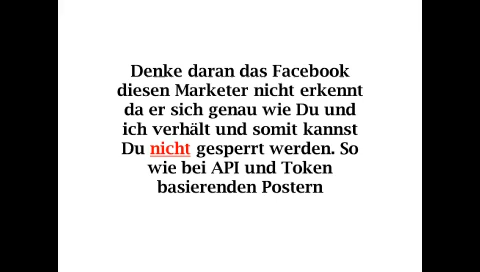 Denke daran das Facebook
diesen Marketer nicht erkennt
da er sich genau wie Du und
ich verhält und somit kannst
Du nicht gesperrt werden. So
wie bei API und Token
basierenden Postern